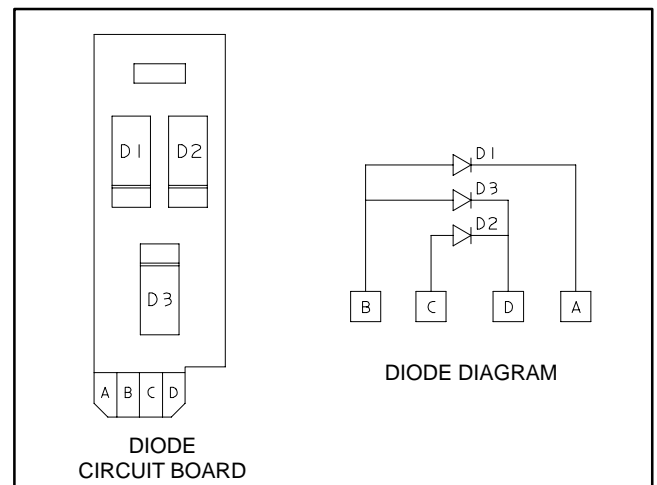 D1 D2
D3
A B C D
DIODE
CIRCUIT BOARD
D1
D3
D2
B C D A
DIODE DIAGRAM